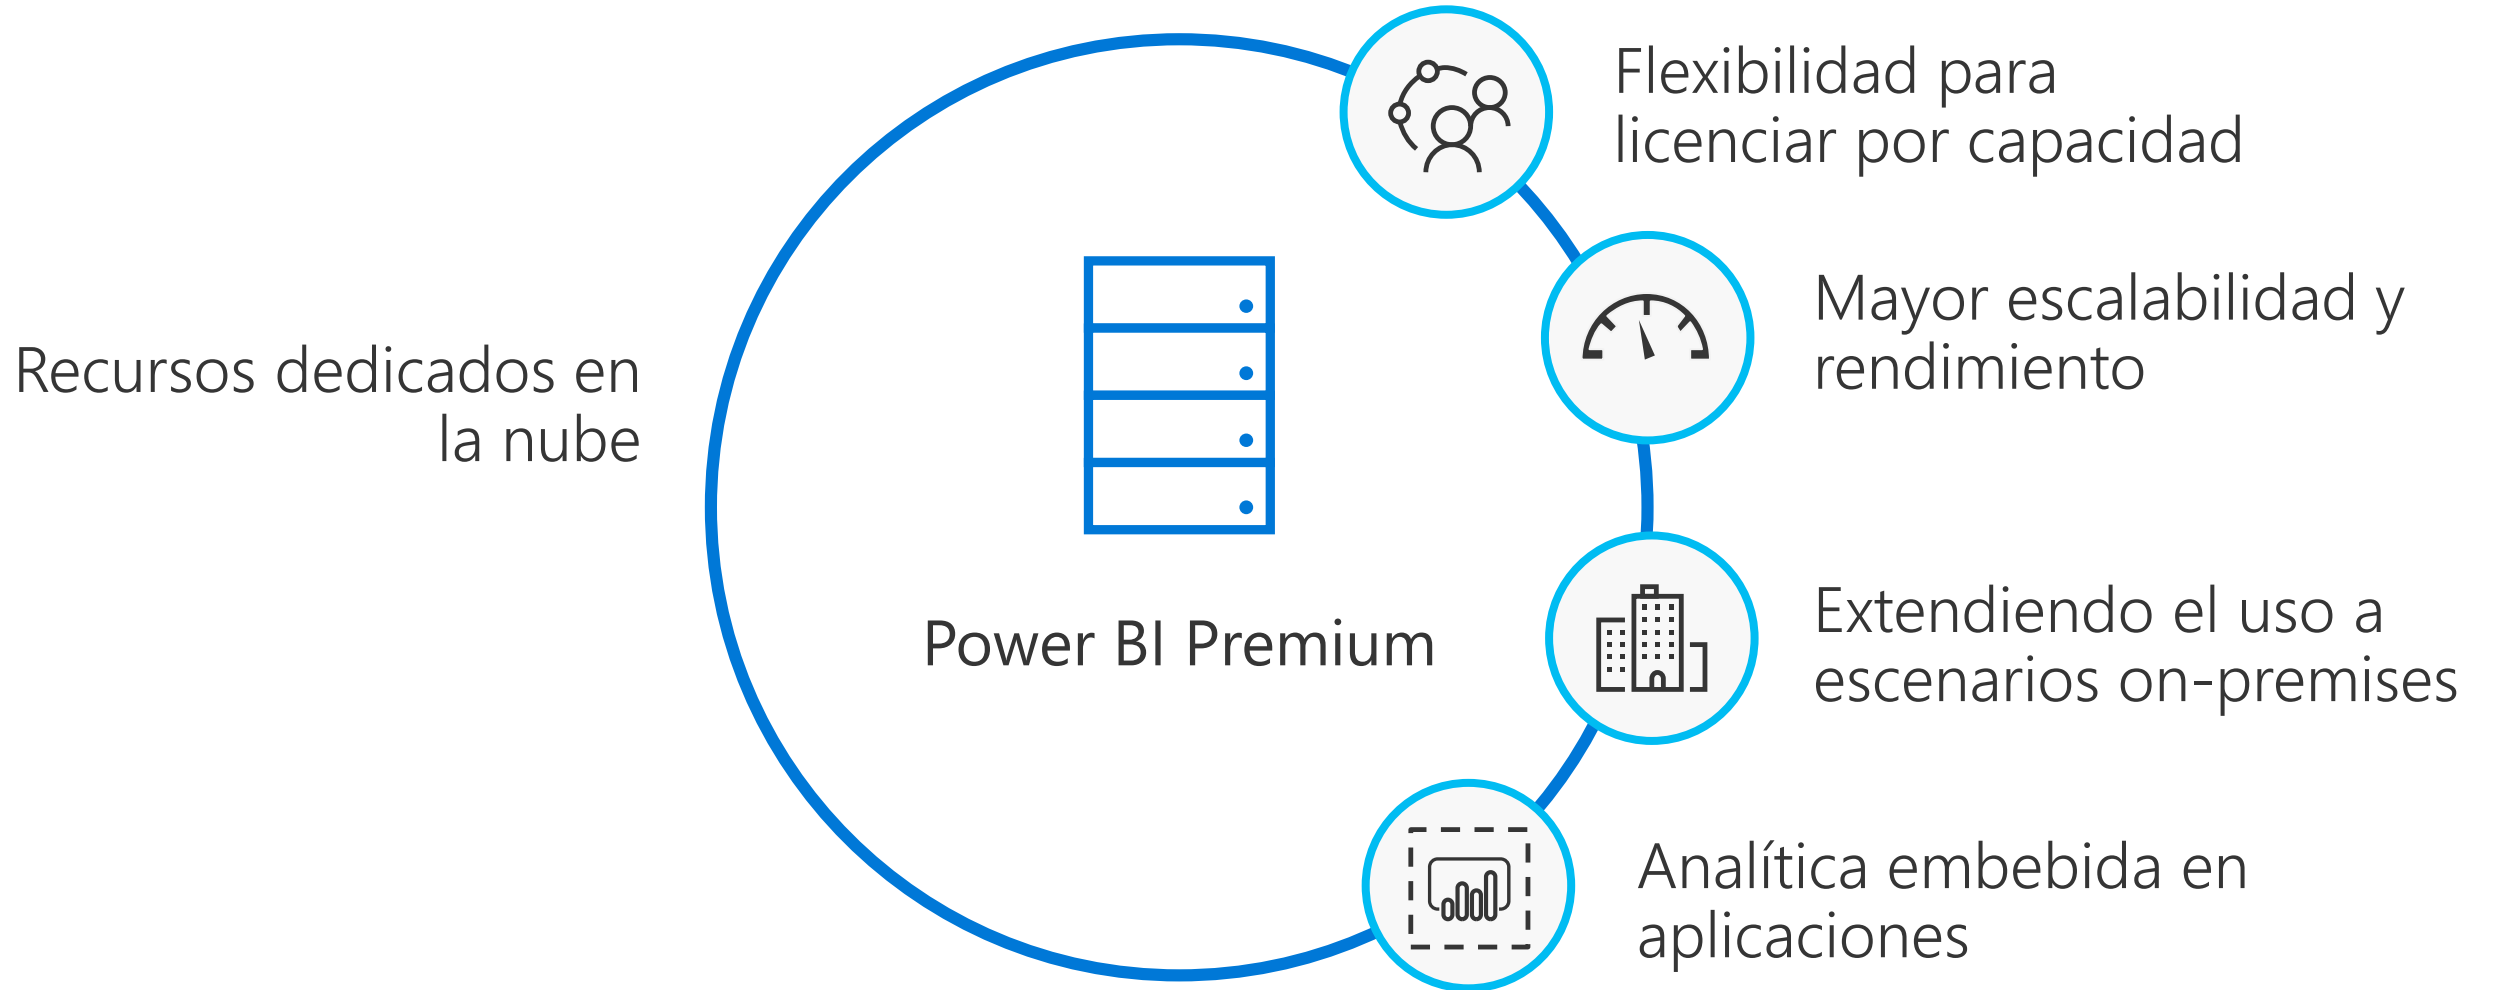 Flexibilidad para
licenciar por capacidad
Mayor escalabilidad y
rendimiento
Recursos dedicados en
la nube
Power BI Premium
Extendiendo el uso a
escenarios on-premises
Analítica embebida en
aplicaciones